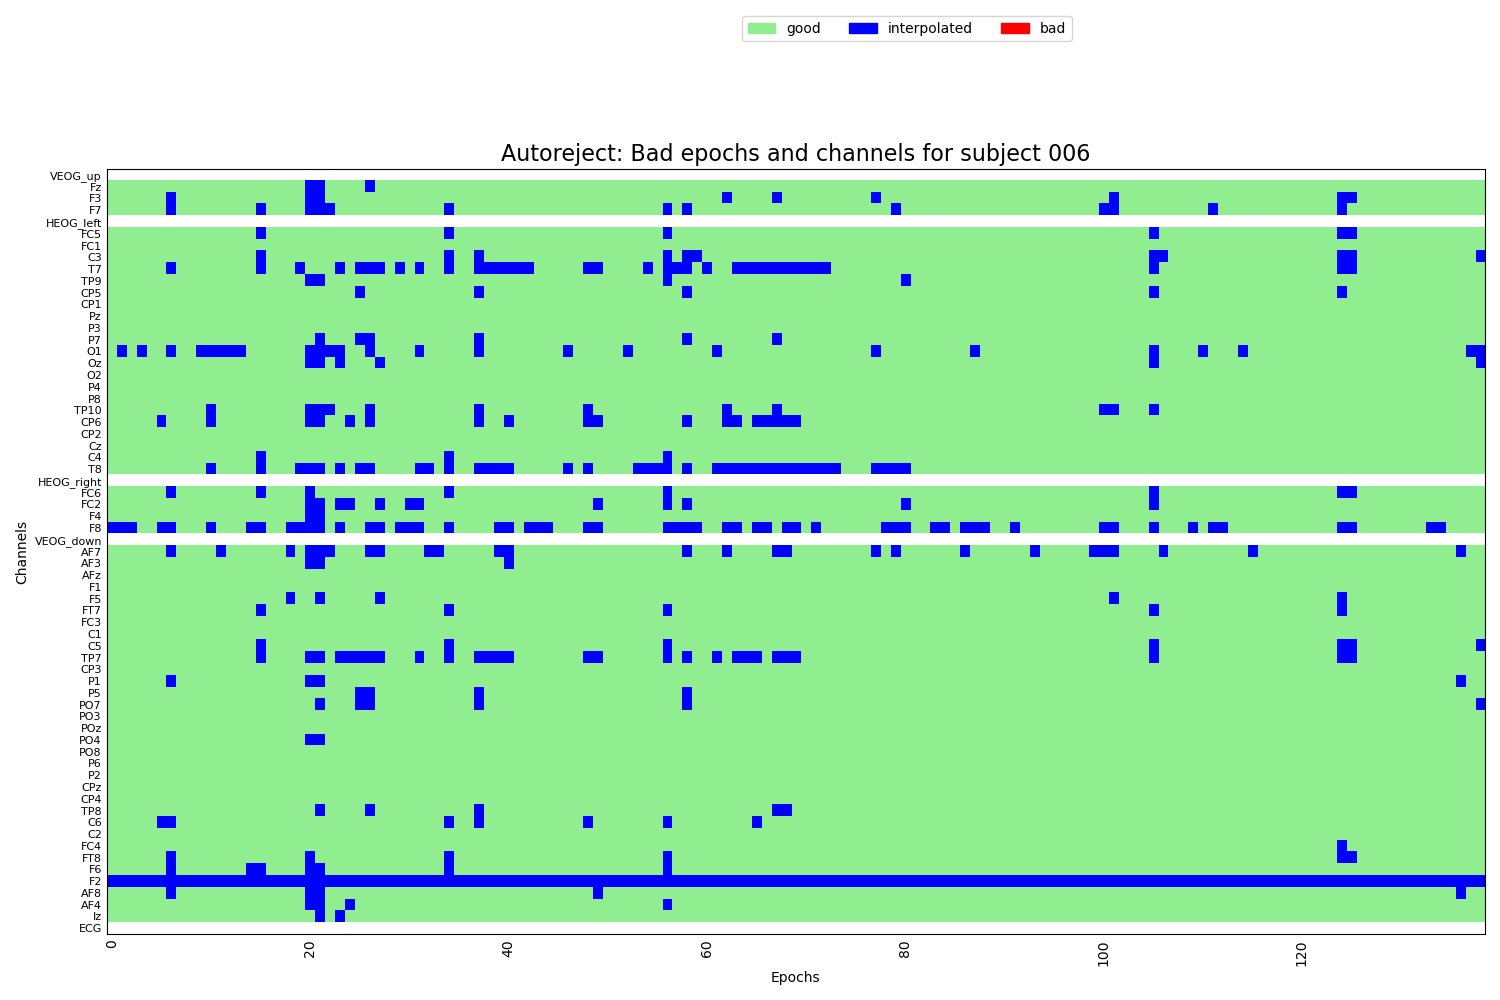 good interpolated bad
Autoreject: Bad epochs and channels for subject 006
VEOG_up
Fz
F3
F7
HEOG_left
FC5
FC1
C3
T7
TP9
CP5
CP1
Pz
P3
P7
O1
Oz
O2
P4
P8
TP10
CP6
CP2
Cz
C4
T8
HEOG_right
FC6
FC2
F4
F8
VEOG_down
AF7
AF3
AFz
F1
F5
FT7
FC3
C1
C5
TP7
CP3
P1
P5
PO7
PO3
POz
PO4
PO8
P6
P2
CPz
CP4
TP8
C6
C2
FC4
FT8
F6
F2
AF8
AF4
Iz
ECG
Channels
0 20 40 60 80 100 120
Epochs